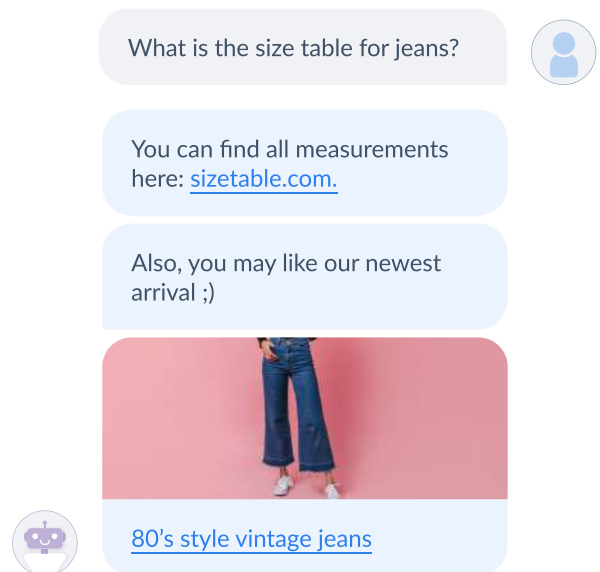 What is the size table for jeans?
You can find all measurements
here: sizetable.com.
Also, you may like our newest
arrival ;)
80’s style vintage jeans